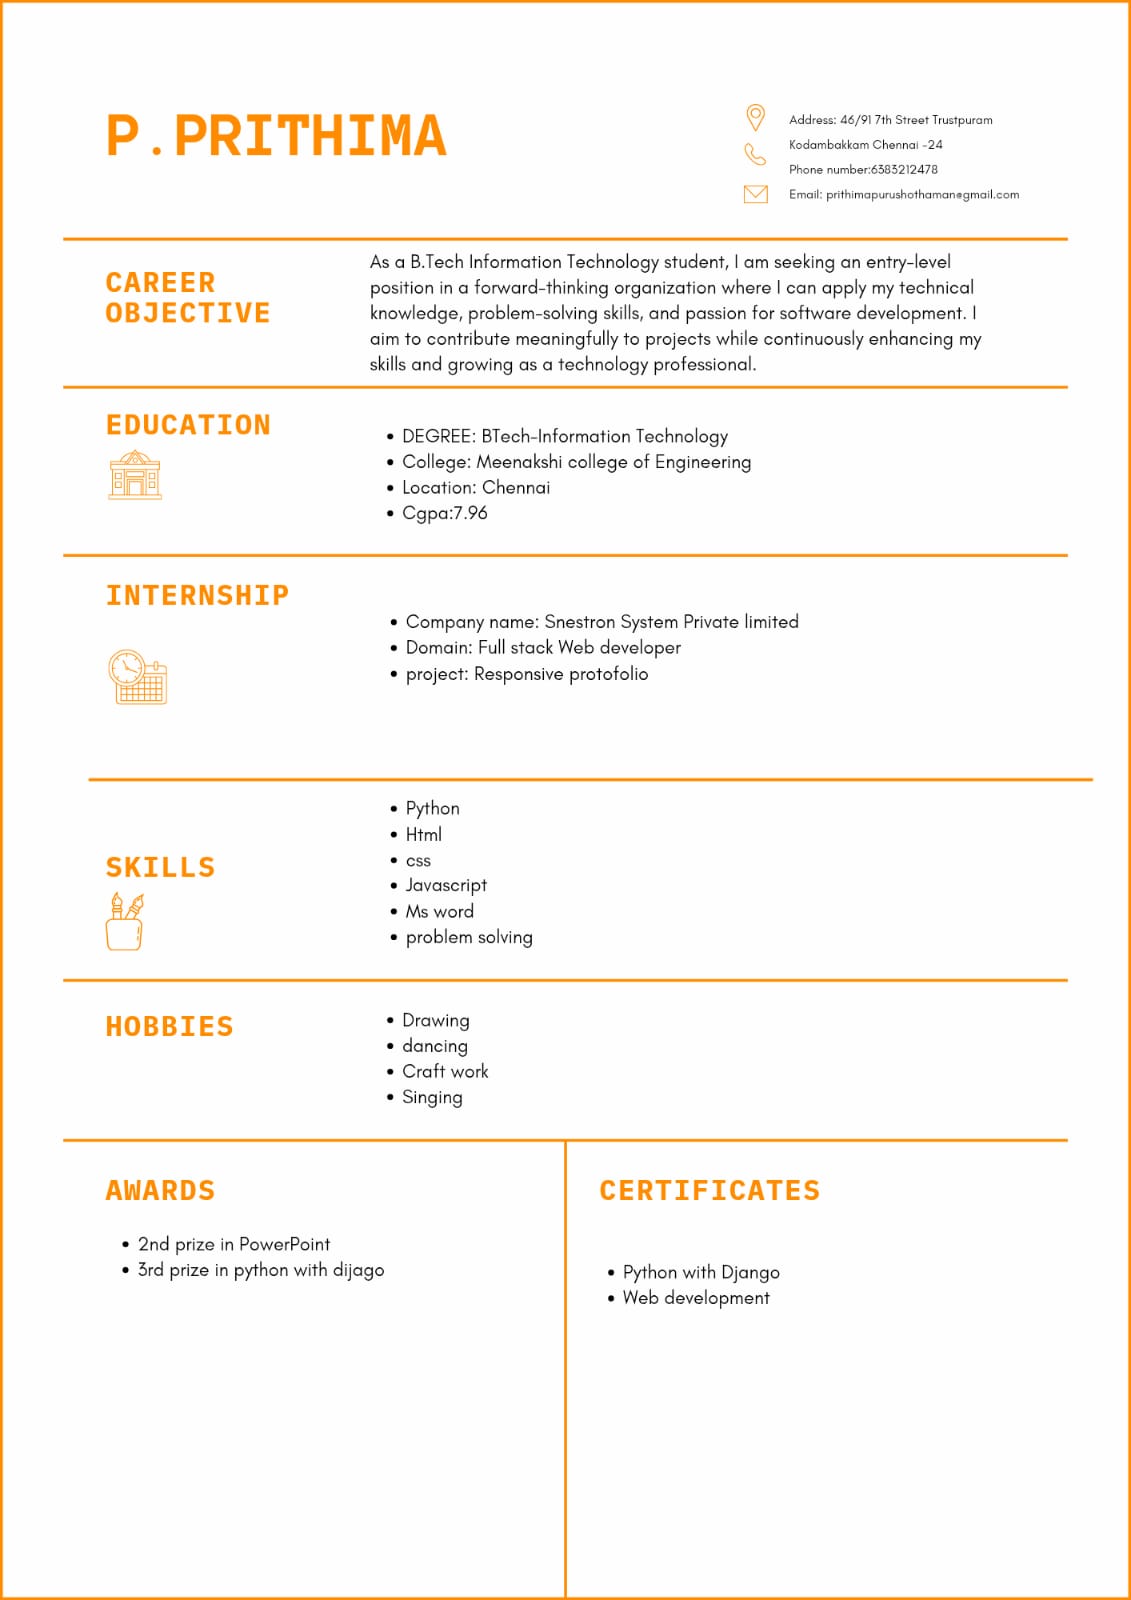 P.PRITHIMA
Address: 46/91 7th Street Trustpuram
Kodambakkam Chennai -24
Phone number:6383212478
Email: prithimapurushothaman@gmail.com
CAREER
OBJECTIVE
As a B.Tech Information Technology student, I am seeking an entry-level
position in a forward-thinking organization where I can apply my technical
knowledge, problem-solving skills, and passion for software development. I
aim to contribute meaningfully to projects while continuously enhancing my
skills and growing as a technology professional.
EDUCATION
• DEGREE: BTech-Information Technology
• College: Meenakshi college of Engineering
• Location: Chennai
• Cgpa:7.96
INTERNSHIP
• Company name: Snestron System Private limited
• Domain: Full stack Web developer
• project: Responsive protofolio
SKILLS
• Python
• Html
• css
• Javascript
• Ms word
• problem solving
HOBBIES
• Drawing
• dancing
• Craft work
• Singing
AWARDS
• 2nd prize in PowerPoint
• 3rd prize in python with dijago
CERTIFICATES
• Python with Django
• Web development